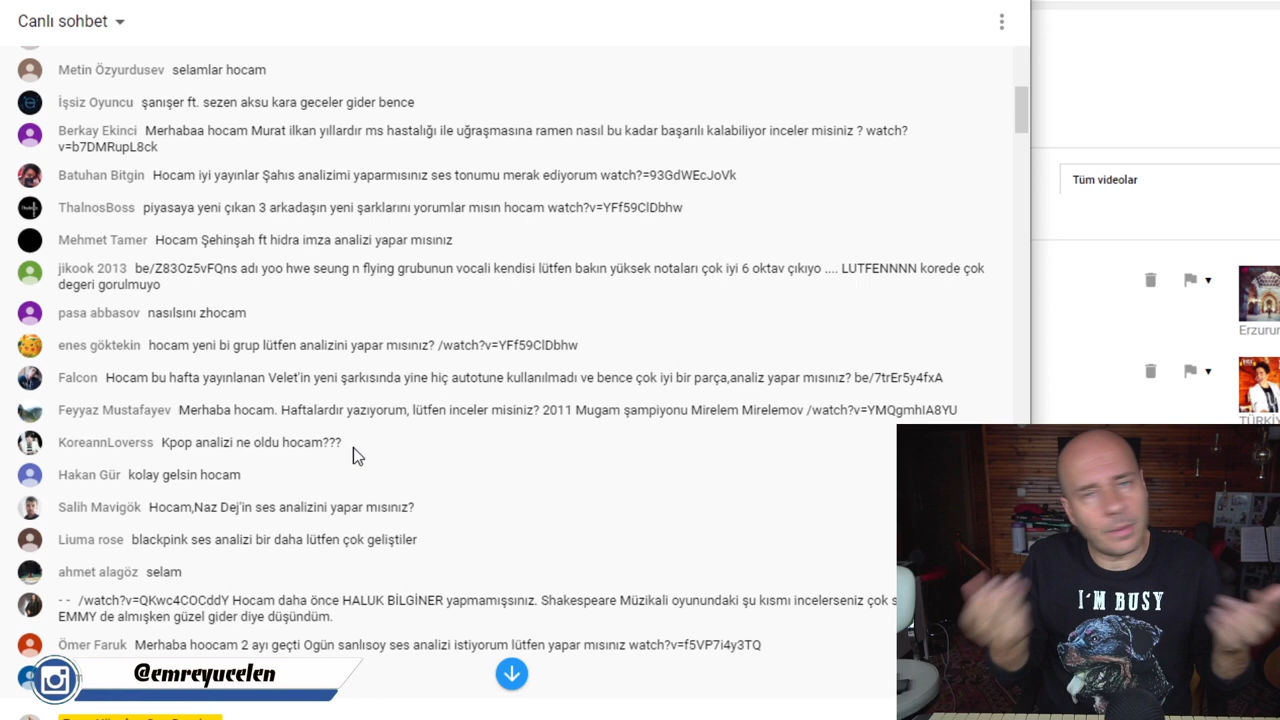 Canlı sohbet
Metin Özyurdusev selamlar hocam
İşsiz Oyuncu şanışer ft. sezen aksu kara geceler gider bence
Berkay Ekinci Merhabaa hocam Murat ilkan yıllardır ms hastalığı ile uğraşmasına ramen nasıl bu kadar başarılı kalabiliyor inceler misiniz ? watch?
v=b7DMRupL8ck
Batuhan Bitgin Hocam iyi yayınlar Şahıs analizimi yaparmısınız ses tonumu merak ediyorum watch?=93GdWEcJoVk
ThalnosBoss piyasaya yeni çıkan 3 arkadaşın yeni şarklarını yorumlar mısın hocam watch?v=YFf59ClDbhw
Tüm videolar
Mehmet Tamer Hocam Şehinşah ft hidra imza analizi yapar mısınız
jikook 2013 be/Z83Oz5vFQns adı yoo hwe seung n flying grubunun vocali kendisi lütfen bakın yüksek notaları çok iyi 6 oktav çıkıyo .... LUTFENNNN korede çok
degeri gorulmuyo
pasa abbasov nasılsını zhocam
Erzurur
enes göktekin hocam yeni bi grup lütfen analizini yapar mısınız? /watch?v=YFf59ClDbhw
Falcon Hocam bu hafta yayınlanan Velet'in yeni şarkısında yine hiç autotune kullanılmadı ve bence çok iyi bir parça,analiz yapar mısınız? be/7trEr5y4fxA
Feyyaz Mustafayev Merhaba hocam. Haftalardır yazıyorum, lütfen inceler misiniz? 2011 Mugam şampiyonu Mirelem Mirelemov /watch?v=YMQgmhIA8YU
KoreannLoverss Kpop analizi ne oldu hocam???
Hakan Gür kolay gelsin hocam
Salih Mavigök Hocam,Naz Dej'in ses analizini yapar mısınız?
Liuma rose blackpink ses analizi bir daha lütfen çok geliştiler
ahmet alagöz selam
- - /watch?v=QKwc4COCddY Hocam daha önce HALUK BİLGİNER yapmamışsınız. Shakespeare Müzikali oyunundaki şu kısmı incelerseniz çok s
EMMY de almışken güzel gider diye düşündüm.
I'M BUSY
Ömer Faruk Merhaba hoocam 2 ayı geçti Ogün sanlısoy ses analizi istiyorum lütfen yapar mısınız watch?v=f5VP7i4y3TQ
@emreyucelen